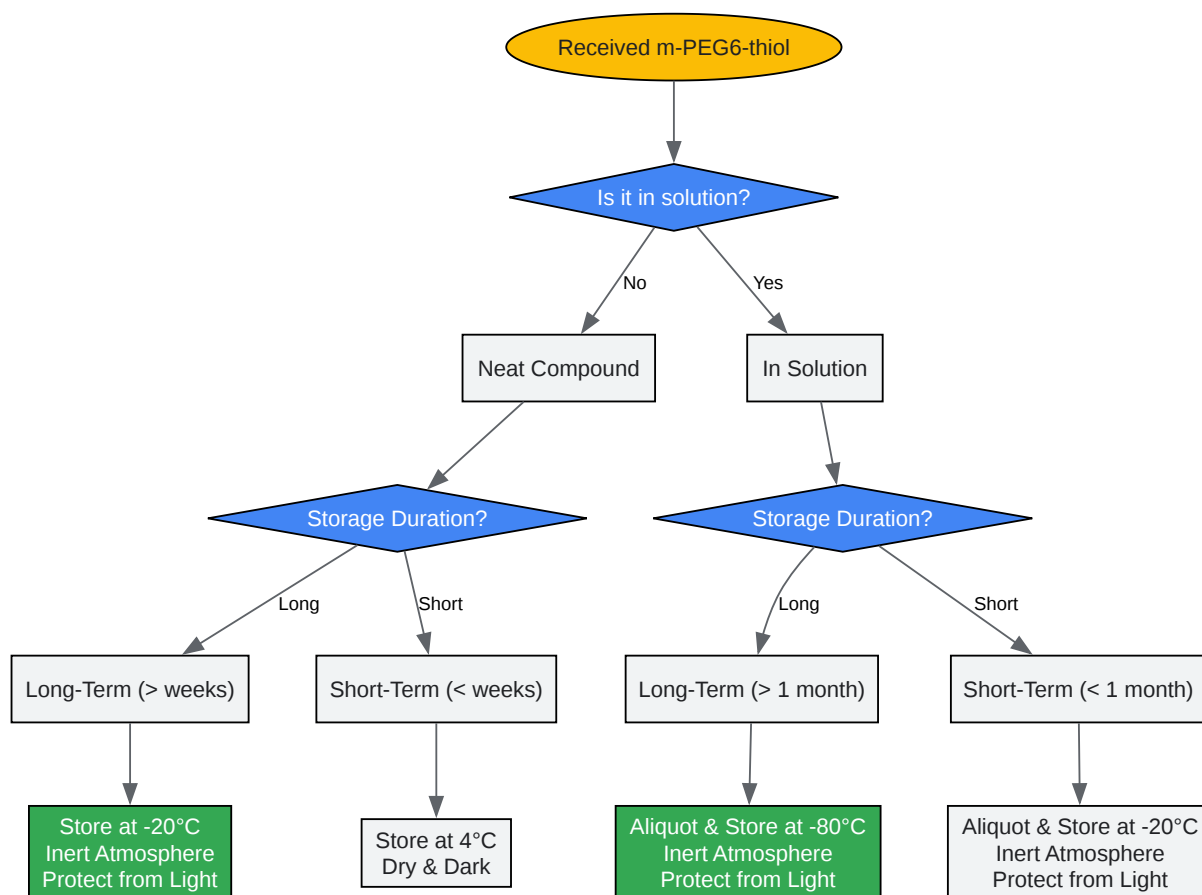 Received m-PEG6-thiol
Is it in solution?
No
Yes
Neat Compound
In Solution
Storage Duration?
Storage Duration?
Long
Short
Long
Short
Long-Term (> weeks)
Short-Term (< weeks)
Long-Term (> 1 month)
Short-Term (< 1 month)
Store at -20°C
Inert Atmosphere
Protect from Light
Store at 4°C
Dry & Dark
Aliquot & Store at -80°C
Inert Atmosphere
Protect from Light
Aliquot & Store at -20°C
Inert Atmosphere
Protect from Light